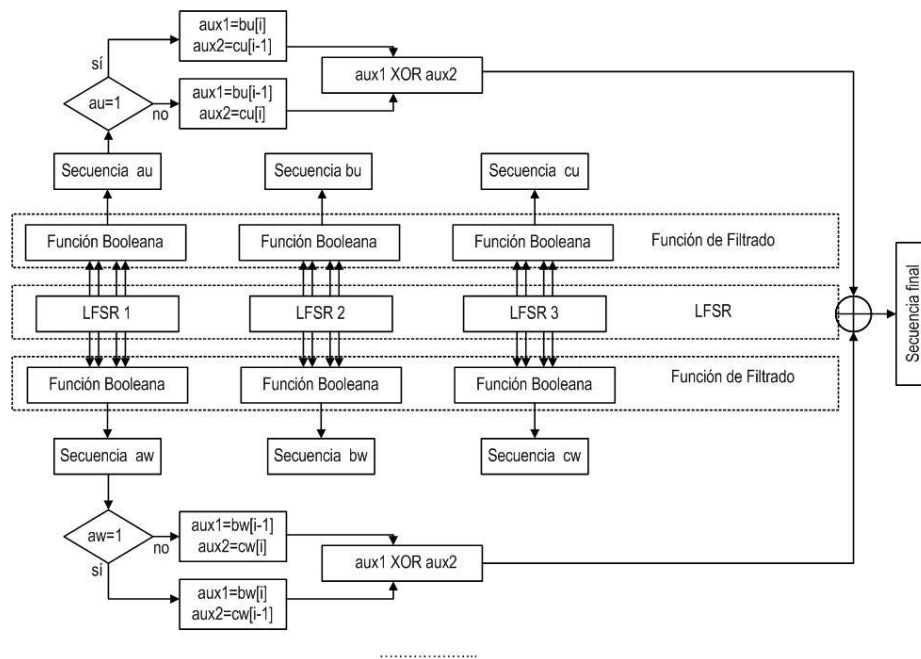 aux1=bu[i]
aux2=cu[i-1]
sí
aux1 XOR aux2
au=1
no
aux1=bu[i-1]
aux2=cu[i]
Secuencia au
Secuencia bu
Secuencia cu
Función Booleana
Función Booleana
Función Booleana
Función de Filtrado
LFSR 1
LFSR 2
LFSR 3
LFSR
Secuencia final
Función Booleana
Función Booleana
Función Booleana
Función de Filtrado
Secuencia aw
Secuencia bw
Secuencia cw
aw=1
no
aux1=bw[i-1]
aux2=cw[i]
aux1 XOR aux2
sí
aux1=bw[i]
aux2=cw[i-1]